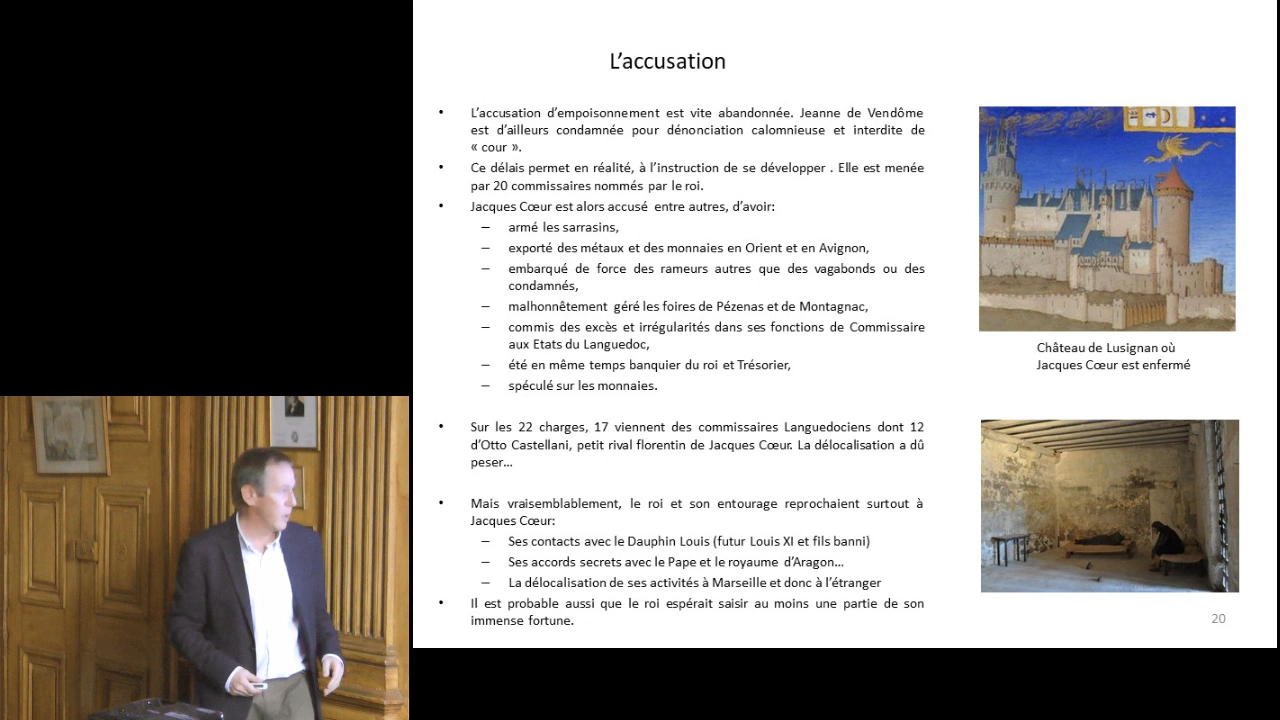 L’accusation
• L’accusation d’empoisonnement est vite abandonnée. Jeanne de Vendôme
est d’ailleurs condamnée pour dénonciation calomnieuse et interdite de
« cour ».
• Ce délais permet en réalité, à l’instruction de se développer . Elle est menée
par 20 commissaires nommés par le roi.
• Jacques Cœur est alors accusé entre autres, d’avoir:
– armé les sarrasins,
– exporté des métaux et des monnaies en Orient et en Avignon,
– embarqué de force des rameurs autres que des vagabonds ou des
condamnés,
– malhonnêtement géré les foires de Pézenas et de Montagnac,
– commis des excès et irrégularités dans ses fonctions de Commissaire
aux Etats du Languedoc,
– été en même temps banquier du roi et Trésorier,
– spéculé sur les monnaies.
• Sur les 22 charges, 17 viennent des commissaires Languedociens dont 12
d’Otto Castellani, petit rival florentin de Jacques Cœur. La délocalisation a dû
peser…
• Mais vraisemblablement, le roi et son entourage reprochaient surtout à
Jacques Cœur:
– Ses contacts avec le Dauphin Louis (futur Louis XI et fils banni)
– Ses accords secrets avec le Pape et le royaume d’Aragon…
– La délocalisation de ses activités à Marseille et donc à l’étranger
• Il est probable aussi que le roi espérait saisir au moins une partie de son
immense fortune.
Château de Lusignan où
Jacques Cœur est enfermé
20